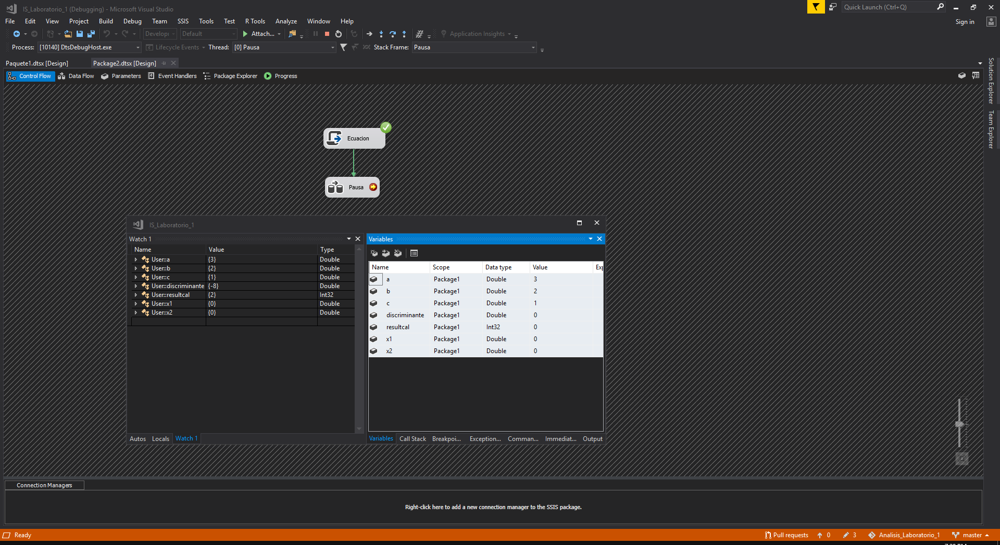 IS_Laboratorio_1 (Debugging) - Microsoft Visual Studio
Quick Launch (Ctrl+Q)
File Edit View Project Build Debug Team SSIS Tools Test R Tools Analyze Window Help
Sign in
Develop Default Attach... Application Insights
Process: [10140] DtsDebugHost.exe Lifecycle Events Thread: [0] Pausa Stack Frame: Pausa
Paquete1.dtsx [Design] Package2.dtsx [Design]
Control Flow Data Flow Parameters Event Handlers Package Explorer Progress
Solution Explorer
Team Explorer
Ecuacion
Pausa
IS_Laboratorio_1
Watch 1
Name Value Type
User::a {3} Double
User::b {2} Double
User::c {1} Double
User::discriminante {-8} Double
User::resultcal {2} Int32
User::x1 {0} Double
User::x2 {0} Double
Autos Locals Watch 1
Variables
Name Scope Data type Value Exp
a Package1 Double 3
b Package1 Double 2
c Package1 Double 1
discriminante Package1 Double 0
resultcal Package1 Int32 0
x1 Package1 Double 0
x2 Package1 Double 0
Variables Call Stack Breakpoi... Exception... Comman... Immediat... Output
Connection Managers
Right-click here to add a new connection manager to the SSIS package.
Ready
Pull requests 0 3 Analisis_Laboratorio_1 master